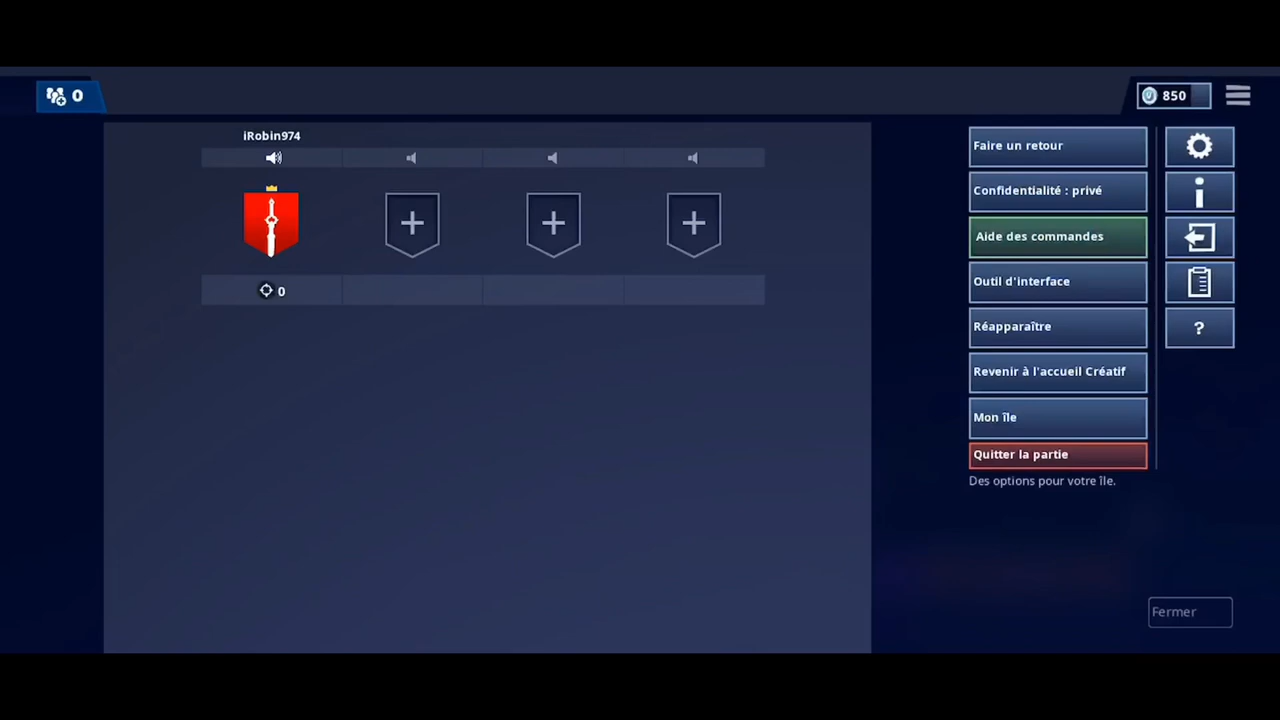 0
850
iRobin974
0
Faire un retour
Confidentialité : privé
Aide des commandes
Outil d'interface
Réapparaître
?
Revenir à l'accueil Créatif
Mon île
Quitter la partie
Des options pour votre île.
Fermer